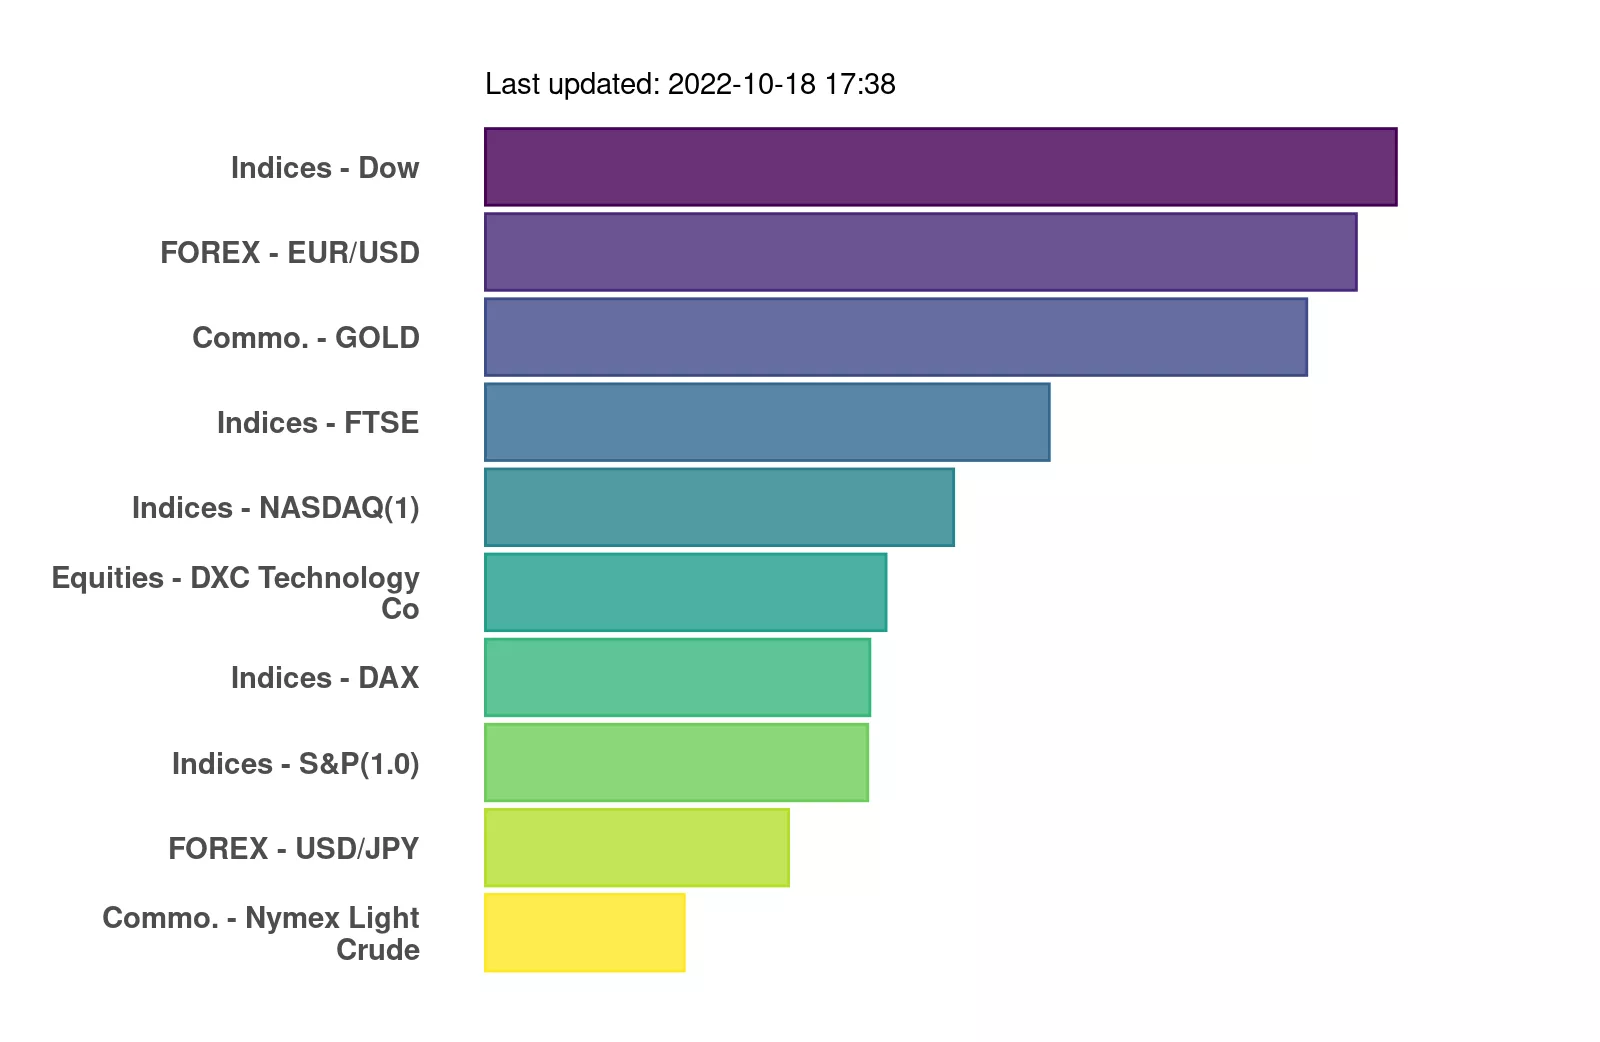 Last updated: 2022-10-18 17:38
Indices - Dow
FOREX - EUR/USD
Commo. - GOLD
Indices - FTSE
Indices - NASDAQ(1)
Equities - DXC Technology
Co
Indices - DAX
Indices - S&P(1.0)
FOREX - USD/JPY
Commo. - Nymex Light
Crude